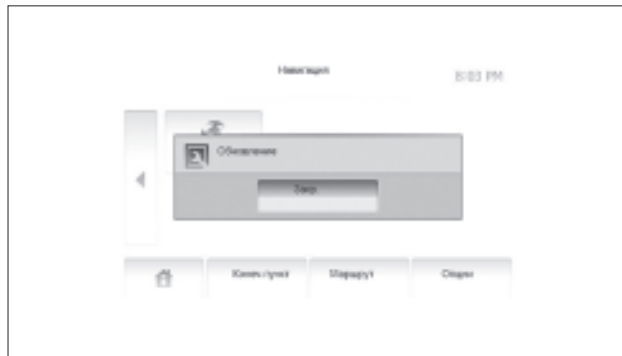 Навигация
8:03 PM
Обновление
Закр.
Конеч.пункт
Маршрут
Опции